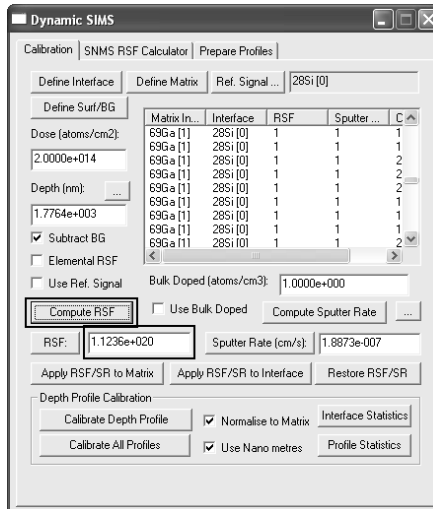 Dynamic SIMS
Calibration SNMS RSF Calculator Prepare Profiles
Define Interface Define Matrix Ref. Signal ... 28Si [0]
Define Surf/BG
Matrix In... Interface RSF Sputter ... C
Dose (atoms/cm2):
69Ga [1] 28Si [0] 1 1 1
69Ga [1] 28Si [0] 1 1 1
2.0000e+014
69Ga [1] 28Si [0] 1 1 2
69Ga [1] 28Si [0] 1 1 2
Depth (nm): ...
69Ga [1] 28Si [0] 1 1 2
69Ga [1] 28Si [0] 1 1 1
1.7764e+003
69Ga [1] 28Si [0] 1 1 2
69Ga [1] 28Si [0] 1 1 2
Subtract BG
Elemental RSF
Use Ref. Signal
Bulk Doped (atoms/cm3): 1.0000e+000
Compute RSF Use Bulk Doped Compute Sputter Rate ...
RSF: 1.1236e+020 Sputter Rate (cm/s): 1.8873e-007
Apply RSF/SR to Matrix Apply RSF/SR to Interface Restore RSF/SR
Depth Profile Calibration
Calibrate Depth Profile Normalise to Matrix Interface Statistics
Calibrate All Profiles Use Nano metres Profile Statistics